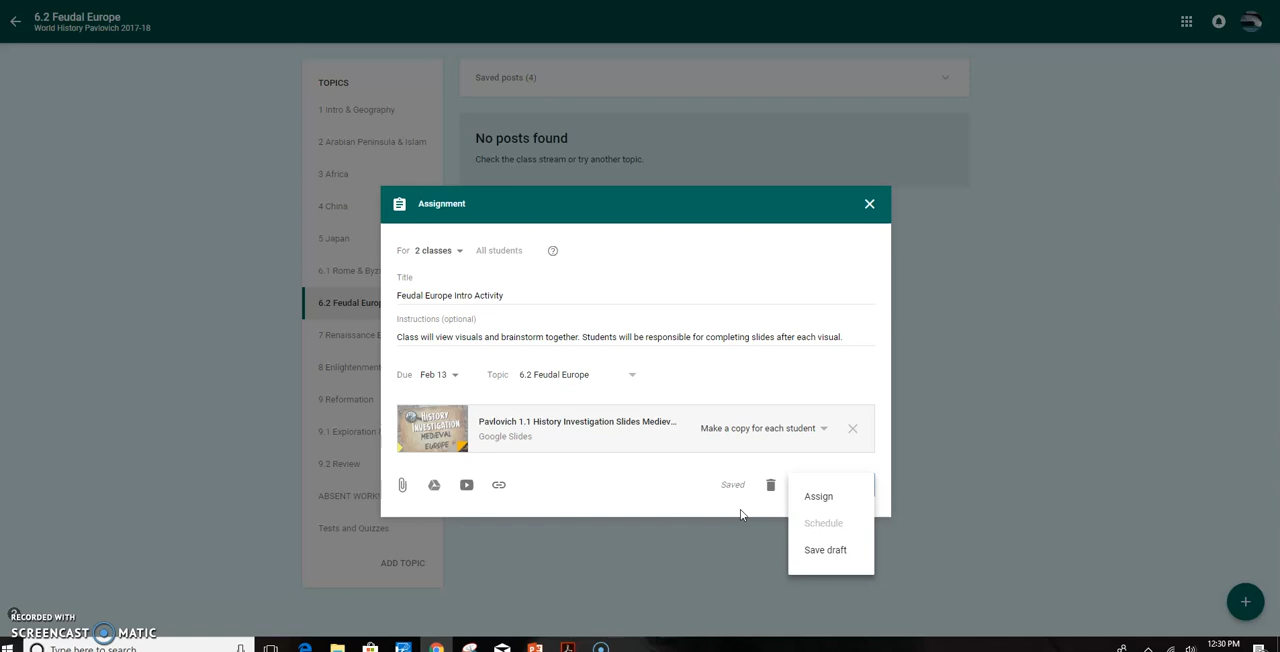 6.2 Feudal Europe
World History Pavlovich 2017-18
TOPICS
1 Intro & Geography
2 Arabian Peninsula & Islam
3 Africa
4 China
5 Japan
6.1 Rome & Byz
6.2 Feudal Euro
7 Renaissance E
8 Enlightenment
9 Reformation
9.1 Exploration
9.2 Review
ABSENT WORK
Tests and Quizzes
ADD TOPIC
Saved posts (4)
No posts found
Check the class stream or try another topic.
Assignment
For 2 classes All students
Title
Feudal Europe Intro Activity
Instructions (optional)
Class will view visuals and brainstorm together. Students will be responsible for completing slides after each visual.
Due Feb 13 Topic 6.2 Feudal Europe
HISTORY
INVESTIGATION
MEDIEVAL
EUROPE
Pavlovich 1.1 History Investigation Slides Mediev...
Google Slides
Make a copy for each student
Saved
Assign
Schedule
Save draft
RECORDED WITH
SCREENCAST MATIC
Type here to search
12:30 PM